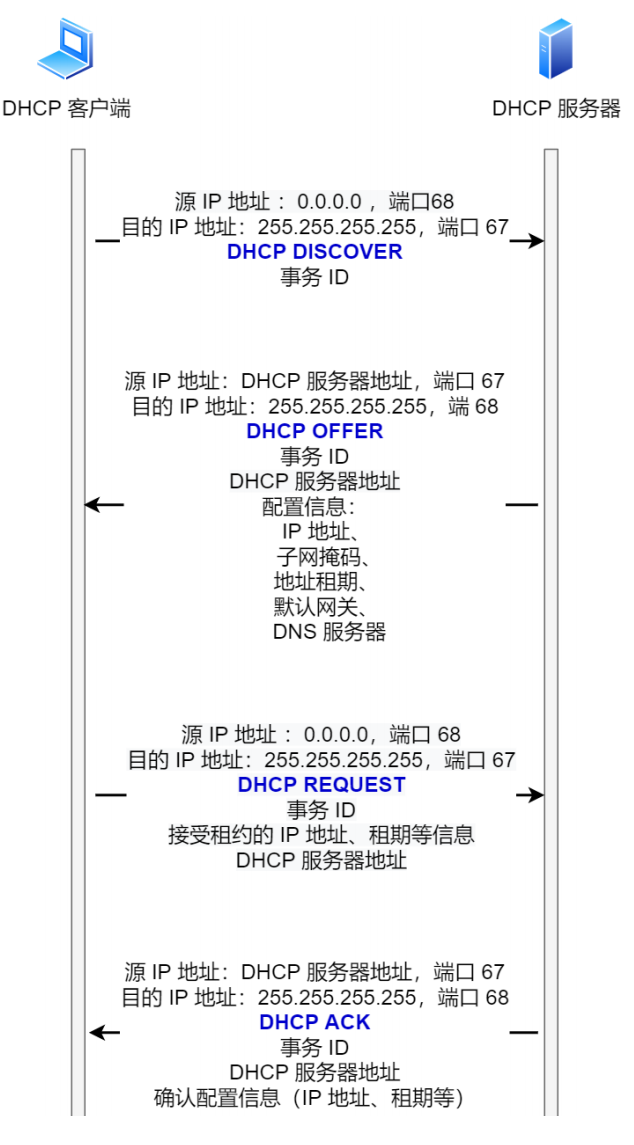 DHCP 客户端
DHCP 服务器
源 IP 地址 ：0.0.0.0 ，端口68
目的 IP 地址：255.255.255.255，端口 67
DHCP DISCOVER
事务 ID
源 IP 地址：DHCP 服务器地址，端口 67
目的 IP 地址：255.255.255.255，端 68
DHCP OFFER
事务 ID
DHCP 服务器地址
配置信息：
IP 地址、
子网掩码、
地址租期、
默认网关、
DNS 服务器
源 IP 地址 ：0.0.0.0，端口 68
目的 IP 地址：255.255.255.255，端口 67
DHCP REQUEST
事务 ID
接受租约的 IP 地址、租期等信息
DHCP 服务器地址
源 IP 地址：DHCP 服务器地址，端口 67
目的 IP 地址：255.255.255.255，端口 68
DHCP ACK
事务 ID
DHCP 服务器地址
确认配置信息（IP 地址、租期等）